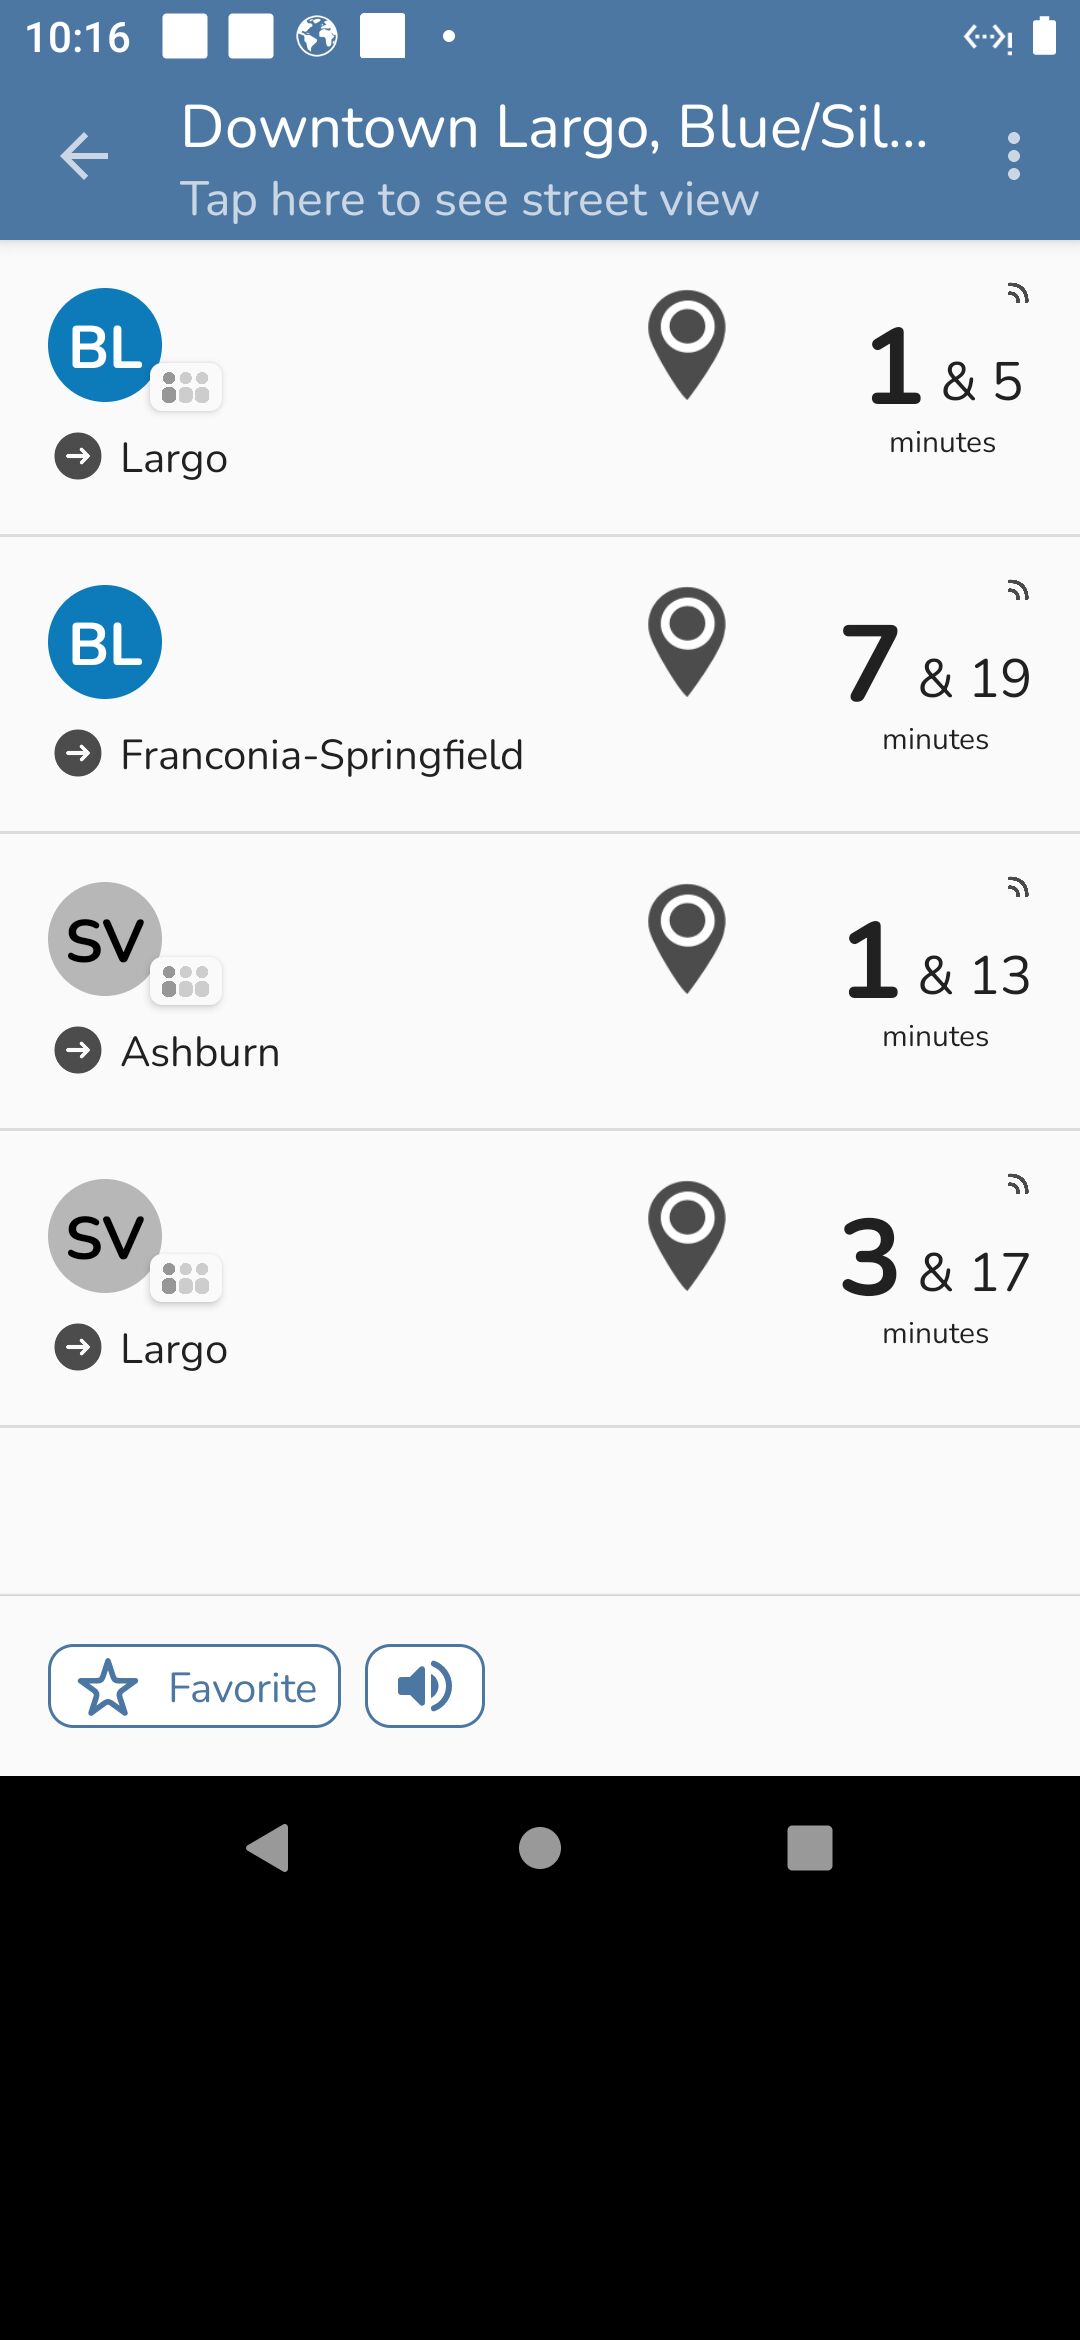 10:16
Downtown Largo, Blue/Sil...
Tap here to see street view
BL
1 & 5
minutes
Largo
BL
7 & 19
minutes
Franconia-Springfield
SV
1 & 13
minutes
Ashburn
SV
3 & 17
minutes
Largo
Favorite